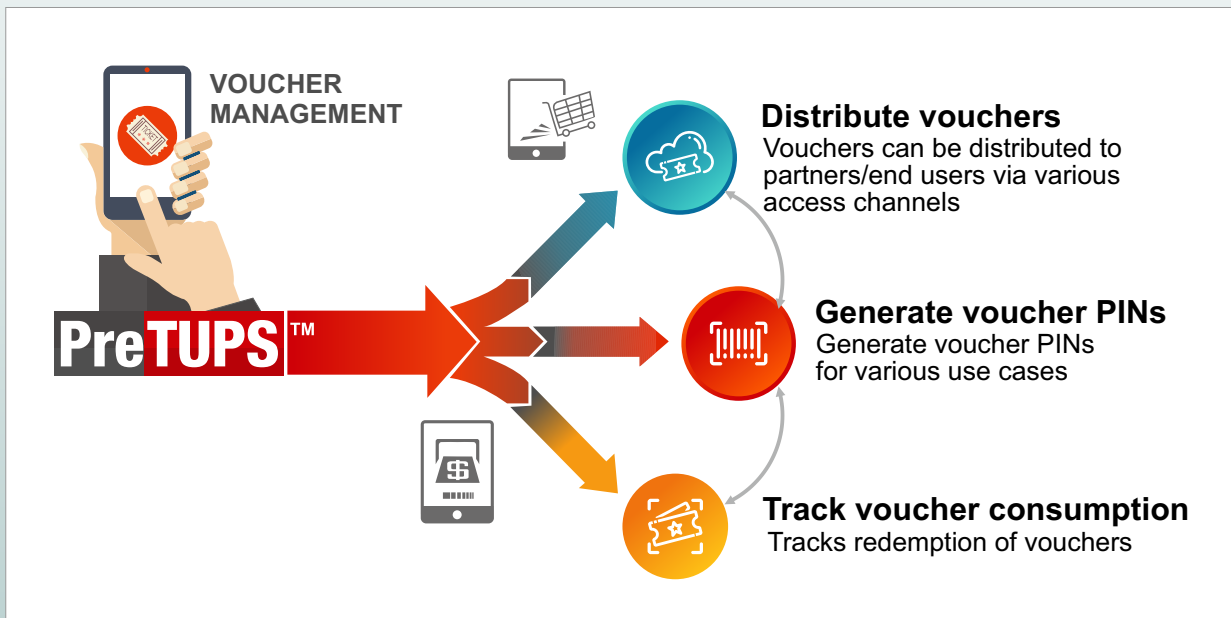 VOUCHER
MANAGEMENT
TICKET
PreTUPS™
$
Distribute vouchers
Vouchers can be distributed to
partners/end users via various
access channels
Generate voucher PINs
Generate voucher PINs
for various use cases
Track voucher consumption
Tracks redemption of vouchers